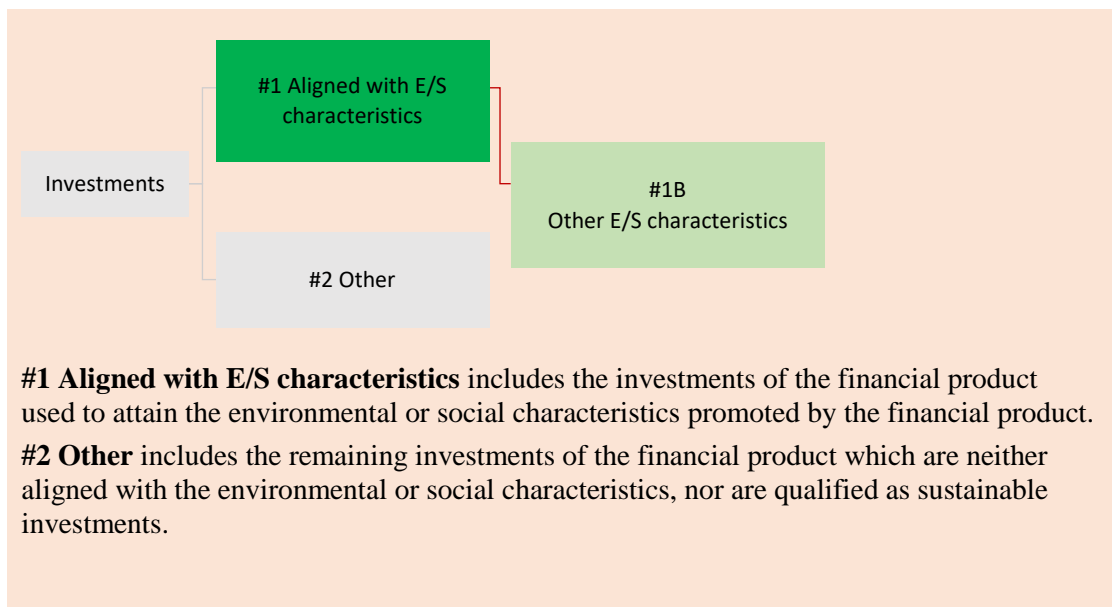 #1 Aligned with E/S
characteristics
Investments
#1B
Other E/S characteristics
#2 Other
#1 Aligned with E/S characteristics includes the investments of the financial product
used to attain the environmental or social characteristics promoted by the financial product.
#2 Other includes the remaining investments of the financial product which are neither
aligned with the environmental or social characteristics, nor are qualified as sustainable
investments.